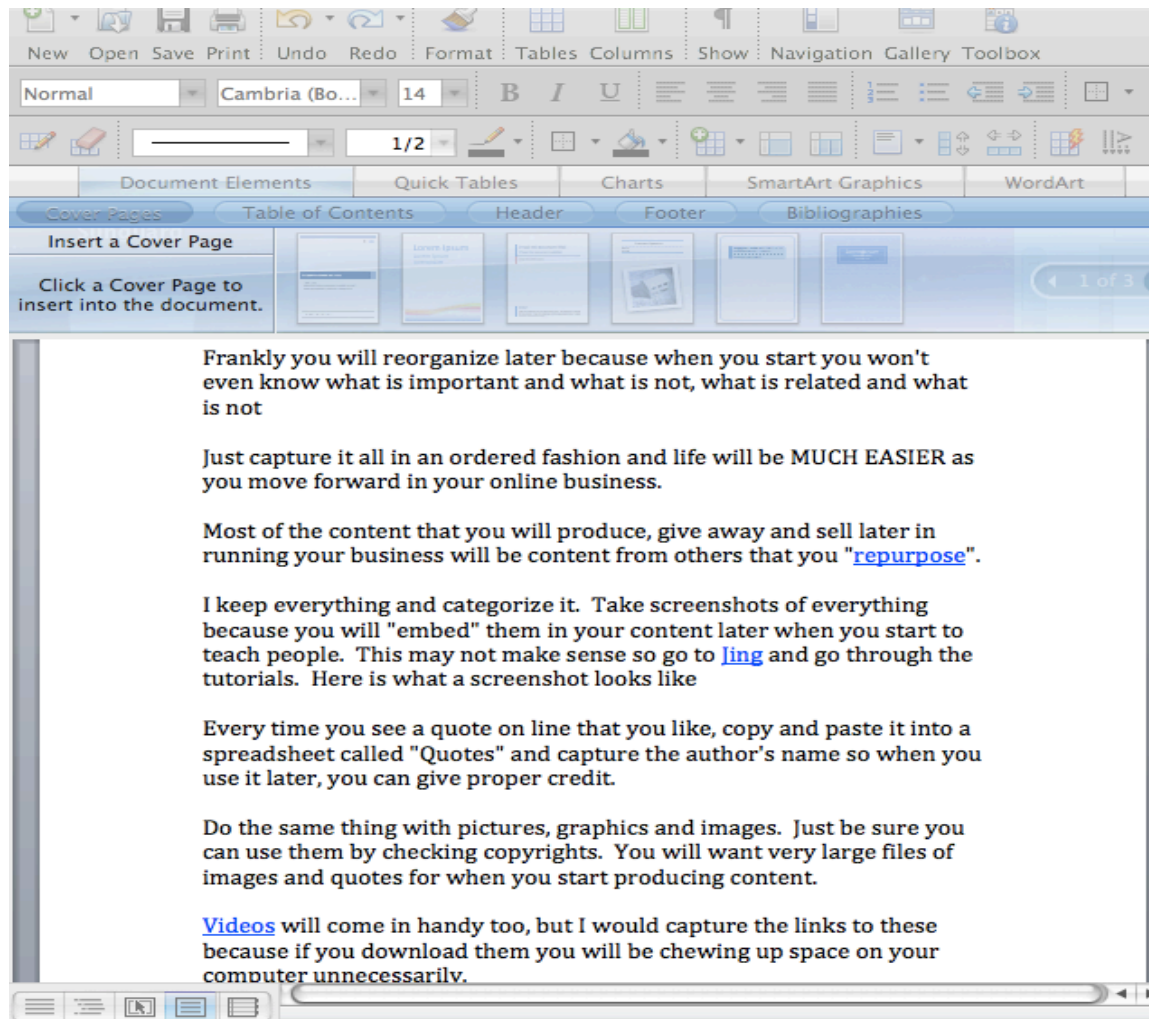 New Open Save Print Undo Redo Format Tables Columns Show Navigation Gallery Toolbox
Normal Cambria (Bo... 14 B I U
1/2
Document Elements Quick Tables Charts SmartArt Graphics WordArt
Cover Pages Table of Contents Header Footer Bibliographies
Insert a Cover Page
Click a Cover Page to
insert into the document.
Lorem Ipsum
1 of 3
Frankly you will reorganize later because when you start you won't
even know what is important and what is not, what is related and what
is not
Just capture it all in an ordered fashion and life will be MUCH EASIER as
you move forward in your online business.
Most of the content that you will produce, give away and sell later in
running your business will be content from others that you "repurpose".
I keep everything and categorize it.  Take screenshots of everything
because you will "embed" them in your content later when you start to
teach people.  This may not make sense so go to Jing and go through the
tutorials.  Here is what a screenshot looks like
Every time you see a quote on line that you like, copy and paste it into a
spreadsheet called "Quotes" and capture the author's name so when you
use it later, you can give proper credit.
Do the same thing with pictures, graphics and images.  Just be sure you
can use them by checking copyrights.  You will want very large files of
images and quotes for when you start producing content.
Videos will come in handy too, but I would capture the links to these
because if you download them you will be chewing up space on your
computer unnecessarily.